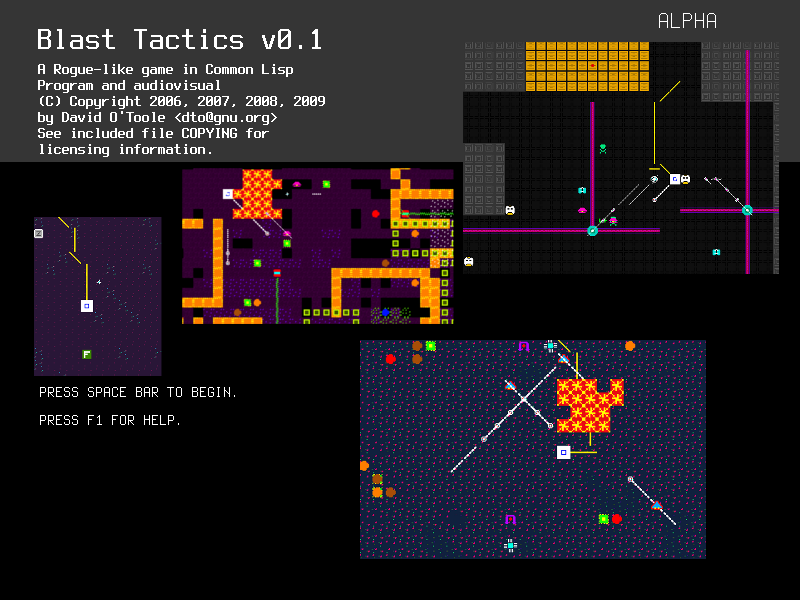 ALPHA
Blast Tactics v0.1
A Rogue-like game in Common Lisp
Program and audiovisual
(C) Copyright 2006, 2007, 2008, 2009
by David O'Toole <dto@gnu.org>
See included file COPYING for
licensing information.
Z
F
PRESS SPACE BAR TO BEGIN.
PRESS F1 FOR HELP.